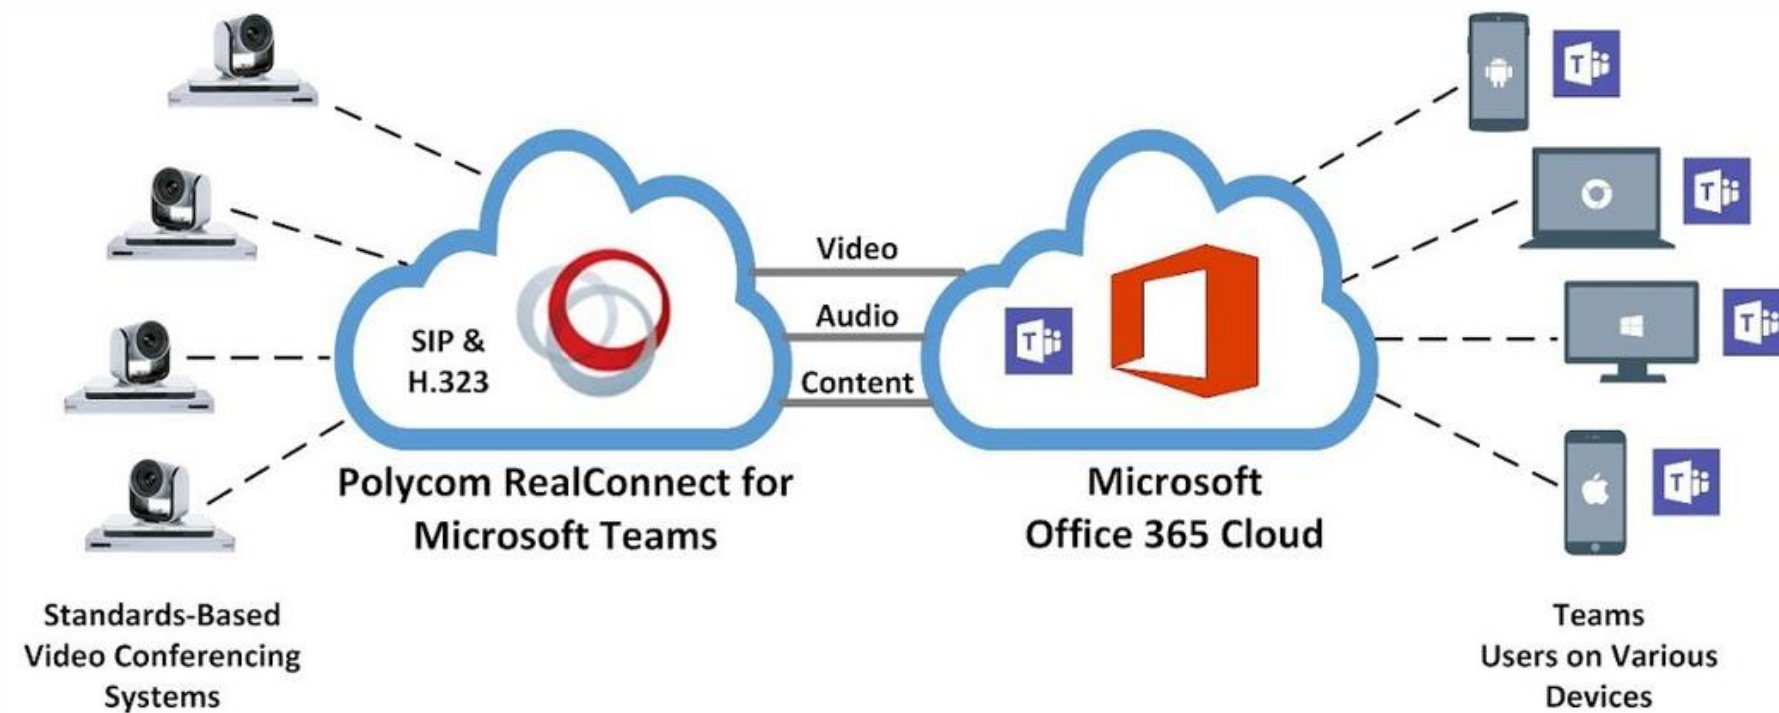 Standards-Based
Video Conferencing
Systems
SIP &
H.323
Polycom RealConnect for
Microsoft Teams
Video
Audio
Content
T
Microsoft
Office 365 Cloud
T
T
T
T
Teams
Users on Various
Devices